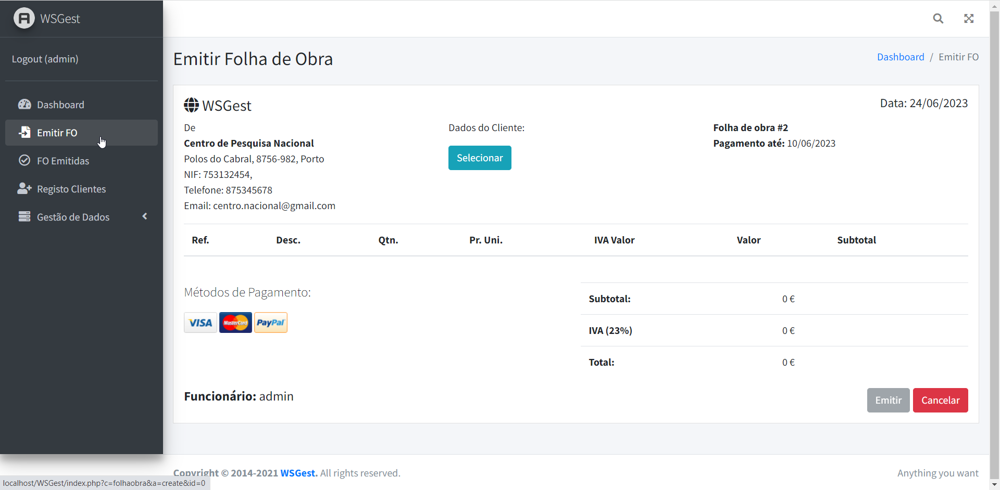 WSGest
Logout (admin)
Dashboard
Emitir FO
FO Emitidas
Registo Clientes
Gestão de Dados
Emitir Folha de Obra
Dashboard / Emitir FO
WSGest
Data: 24/06/2023
De
Centro de Pesquisa Nacional
Polos do Cabral, 8756-982, Porto
NIF: 753132454,
Telefone: 875345678
Email: centro.nacional@gmail.com
Dados do Cliente:
Selecionar
Folha de obra #2
Pagamento até: 10/06/2023
Ref. Desc. Qtn. Pr. Uni. IVA Valor Valor Subtotal
Métodos de Pagamento:
VISA MasterCard PayPal
Subtotal: 0 €
IVA (23%) 0 €
Total: 0 €
Funcionário: admin
Emitir Cancelar
Copyright © 2014-2021 WSGest. All rights reserved.
Anything you want
localhost/WSGest/index.php?c=folhaobra&a=create&id=0